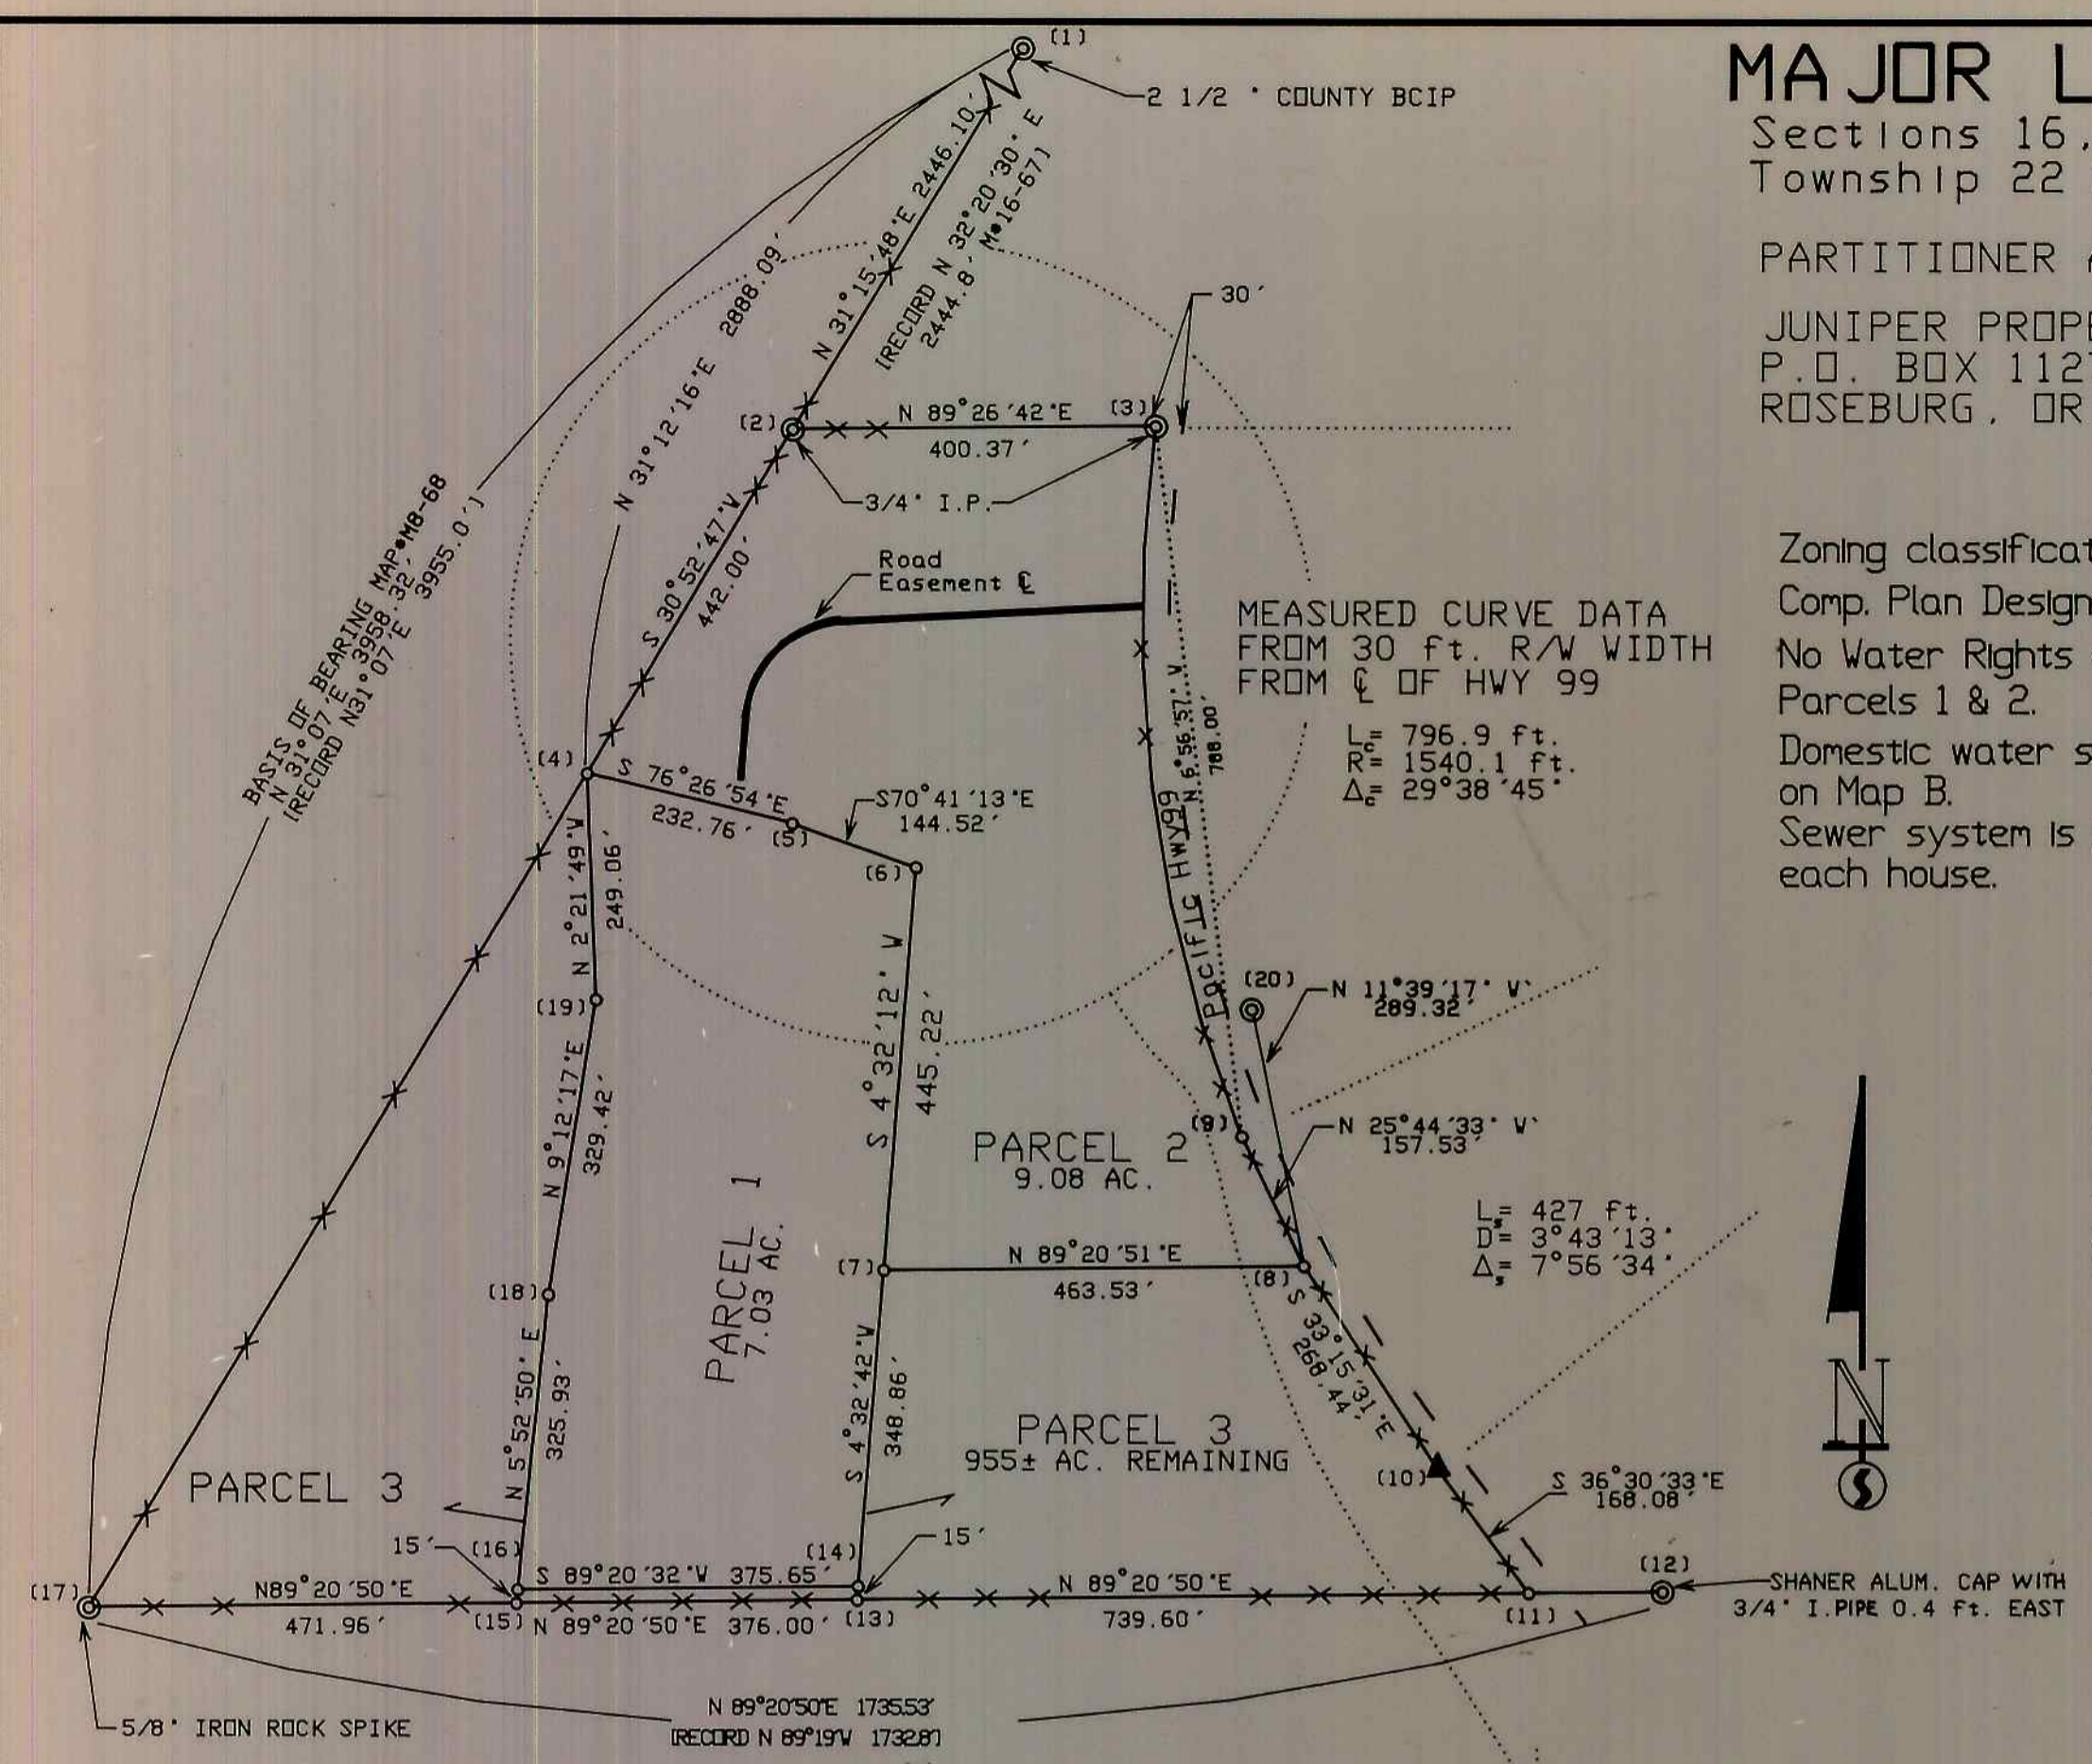 (1)
2 1/2 " COUNTY BCIP
MAJOR L
Sections 16,
Township 22
PARTITIONER
JUNIPER PROPE
P.O. BOX 112
ROSEBURG, OR
N 31°15'48"E 2446.10'
(RECORD N 32°20'30" E
2444.8' M•16-67)
N 31°12'16"E 2888.09'
BASIS OF BEARING MAP•M8-68
N 31°07'E 3958.32'
(RECORD N31°07'E 3955.0')
30'
(2)
N 89°26'42"E
(3)
400.37'
3/4" I.P.
S 30°52'47"W
442.00'
Road
Easement ℄
MEASURED CURVE DATA
FROM 30 ft. R/W WIDTH
FROM ℄ OF HWY 99
Lc= 796.9 ft.
R= 1540.1 ft.
Δc= 29°38'45"
Zoning classificat
Comp. Plan Design
No Water Rights
Parcels 1 & 2.
Domestic water s
on Map B.
Sewer system is
each house.
N 6°56'57" W
788.00'
Pacific HWY99
(4)
S 76°26'54"E
232.76'
(5)
S70°41'13"E
144.52'
(6)
N 2°21'49"W
249.06'
(19)
S 4°32'12" W
445.22'
(20)
N 11°39'17" W
289.32'
N 9°12'17"E
329.42'
PARCEL 1
7.03 AC.
PARCEL 2
9.08 AC.
(9)
N 25°44'33" W
157.53'
Ls= 427 ft.
D= 3°43'13"
Δs= 7°56'34"
(7)
N 89°20'51"E
463.53'
(8)
(18)
S 33°15'31"E
268.44'
N 5°52'50" E
325.93'
S 4°32'42"W
348.86'
PARCEL 3
955± AC. REMAINING
PARCEL 3
(10)
S 36°30'33"E
168.08'
15'
(16)
(14)
15'
S 89°20'32"W 375.65'
(12)
SHANER ALUM. CAP WITH
3/4" I.PIPE 0.4 ft. EAST
(17)
N89°20'50"E
471.96'
(15)
N 89°20'50"E 376.00'
(13)
N 89°20'50"E
739.60'
(11)
5/8" IRON ROCK SPIKE
N 89°20'50"E 1735.53'
(RECORD N 89°19'W 1732.8')
N